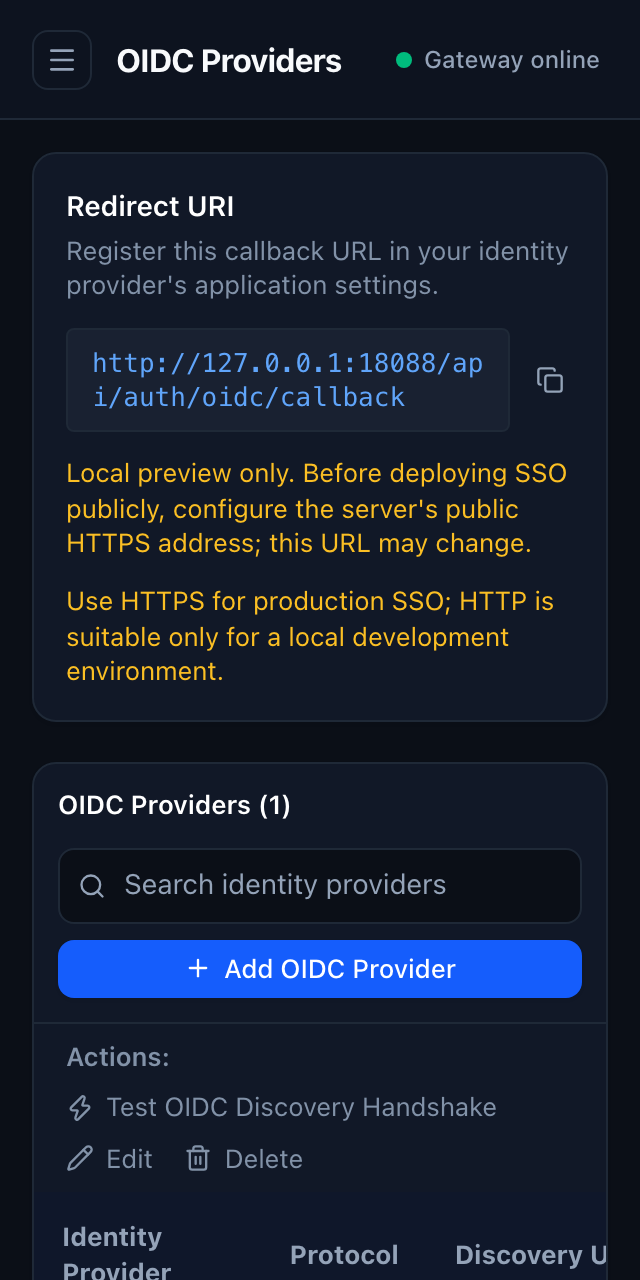 OIDC Providers
Gateway online
Redirect URI
Register this callback URL in your identity
provider's application settings.
http://127.0.0.1:18088/ap
i/auth/oidc/callback
Local preview only. Before deploying SSO
publicly, configure the server's public
HTTPS address; this URL may change.
Use HTTPS for production SSO; HTTP is
suitable only for a local development
environment.
OIDC Providers (1)
Search identity providers
+ Add OIDC Provider
Actions:
Test OIDC Discovery Handshake
Edit Delete
Identity
Provider
Protocol
Discovery U